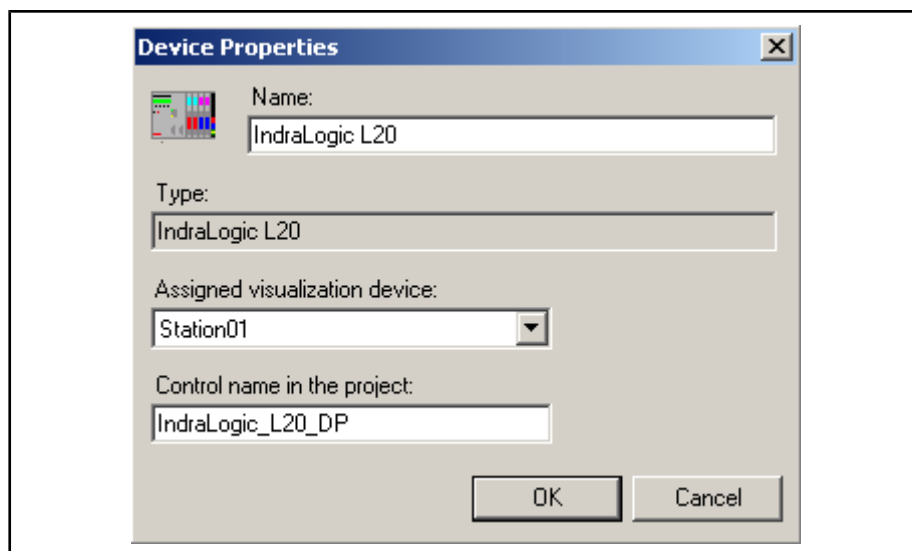 Device Properties
Name:
IndraLogic L20
Type:
IndraLogic L20
Assigned visualization device:
Station01
Control name in the project:
IndraLogic_L20_DP
OK Cancel